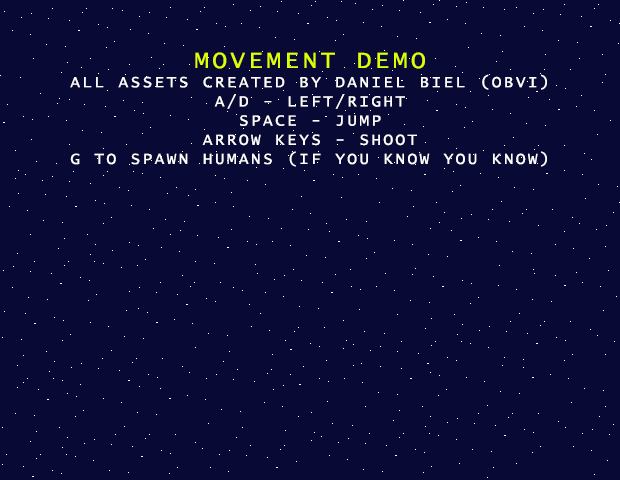 MOVEMENT DEMO
ALL ASSETS CREATED BY DANIEL BIEL (OBVI)
A/D - LEFT/RIGHT
SPACE - JUMP
ARROW KEYS - SHOOT
G TO SPAWN HUMANS (IF YOU KNOW YOU KNOW)